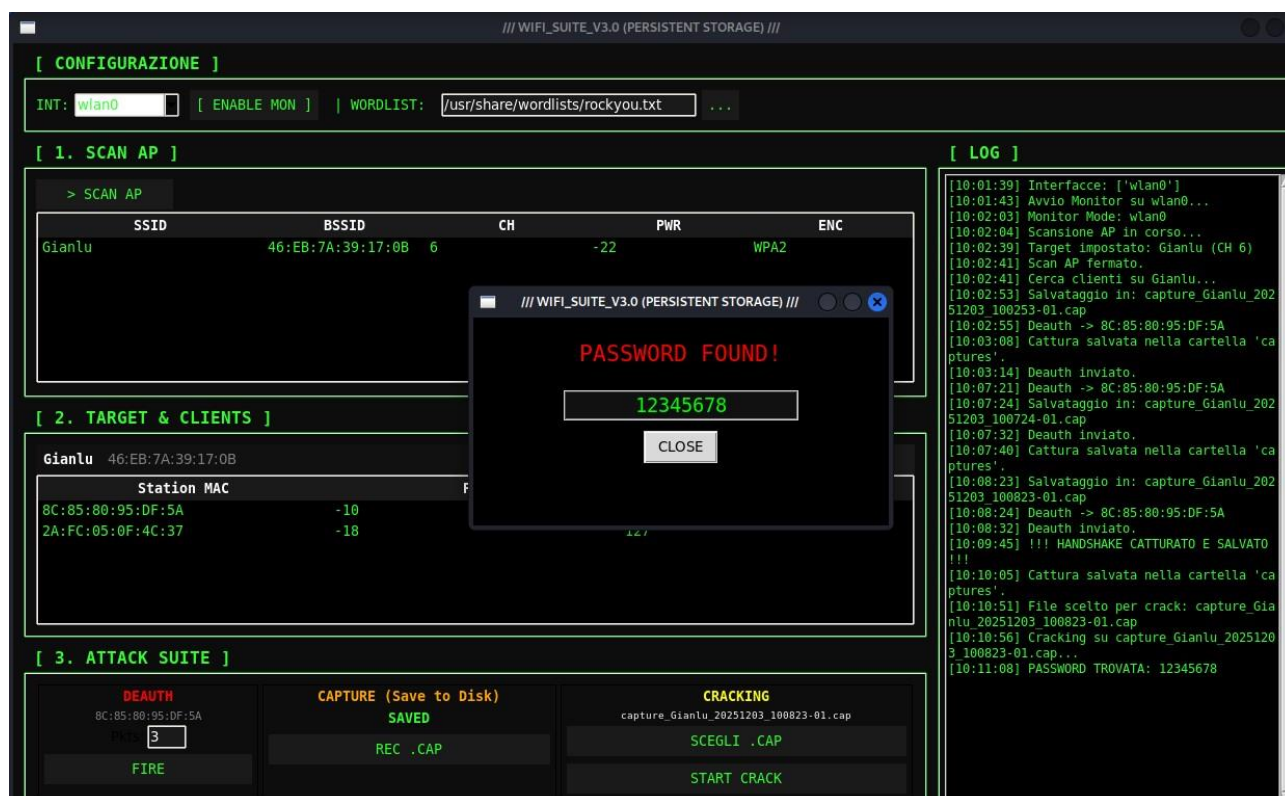 /// WIFI_SUITE_V3.0 (PERSISTENT STORAGE) ///
[ CONFIGURAZIONE ]
INT: wlan0 [ ENABLE MON ] | WORDLIST: /usr/share/wordlists/rockyou.txt ...
[ 1. SCAN AP ]
> SCAN AP
SSID BSSID CH PWR ENC
Gianlu 46:EB:7A:39:17:0B 6 -22 WPA2
/// WIFI_SUITE_V3.0 (PERSISTENT STORAGE) ///
PASSWORD FOUND!
12345678
CLOSE
[ 2. TARGET & CLIENTS ]
Gianlu 46:EB:7A:39:17:0B
Station MAC
8C:85:80:95:DF:5A -10
2A:FC:05:0F:4C:37 -18 127
[ 3. ATTACK SUITE ]
DEAUTH
8C:85:80:95:DF:5A
Pkts 3
FIRE
CAPTURE (Save to Disk)
SAVED
REC .CAP
CRACKING
capture_Gianlu_20251203_100823-01.cap
SCEGLI .CAP
START CRACK
[ LOG ]
[10:01:39] Interfacce: ['wlan0']
[10:01:43] Avvio Monitor su wlan0...
[10:02:03] Monitor Mode: wlan0
[10:02:04] Scansione AP in corso...
[10:02:39] Target impostato: Gianlu (CH 6)
[10:02:41] Scan AP fermato.
[10:02:41] Cerca clienti su Gianlu...
[10:02:53] Salvataggio in: capture_Gianlu_202
51203_100253-01.cap
[10:02:55] Deauth -> 8C:85:80:95:DF:5A
[10:03:08] Cattura salvata nella cartella 'ca
ptures'.
[10:03:14] Deauth inviato.
[10:07:21] Deauth -> 8C:85:80:95:DF:5A
[10:07:24] Salvataggio in: capture_Gianlu_202
51203_100724-01.cap
[10:07:32] Deauth inviato.
[10:07:40] Cattura salvata nella cartella 'ca
ptures'.
[10:08:23] Salvataggio in: capture_Gianlu_202
51203_100823-01.cap
[10:08:24] Deauth -> 8C:85:80:95:DF:5A
[10:08:32] Deauth inviato.
[10:09:45] !!! HANDSHAKE CATTURATO E SALVATO
!!!
[10:10:05] Cattura salvata nella cartella 'ca
ptures'.
[10:10:51] File scelto per crack: capture_Gia
nlu_20251203_100823-01.cap
[10:10:56] Cracking su capture_Gianlu_2025120
3_100823-01.cap...
[10:11:08] PASSWORD TROVATA: 12345678